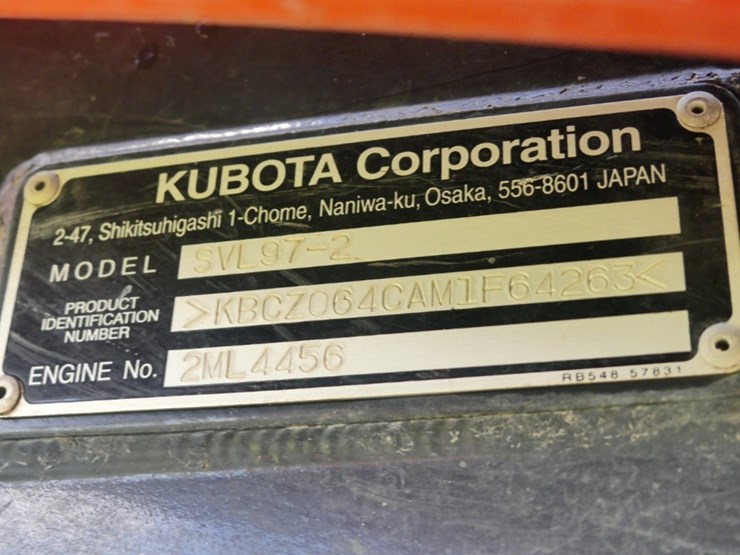 KUBOTA Corporation
2-47, Shikitsuhigashi 1-Chome, Naniwa-ku, Osaka, 556-8601 JAPAN
MODEL SVL97-2
PRODUCT IDENTIFICATION NUMBER >KBCZ064CAM1F64263<
ENGINE No. 2ML4456
RB548 57831